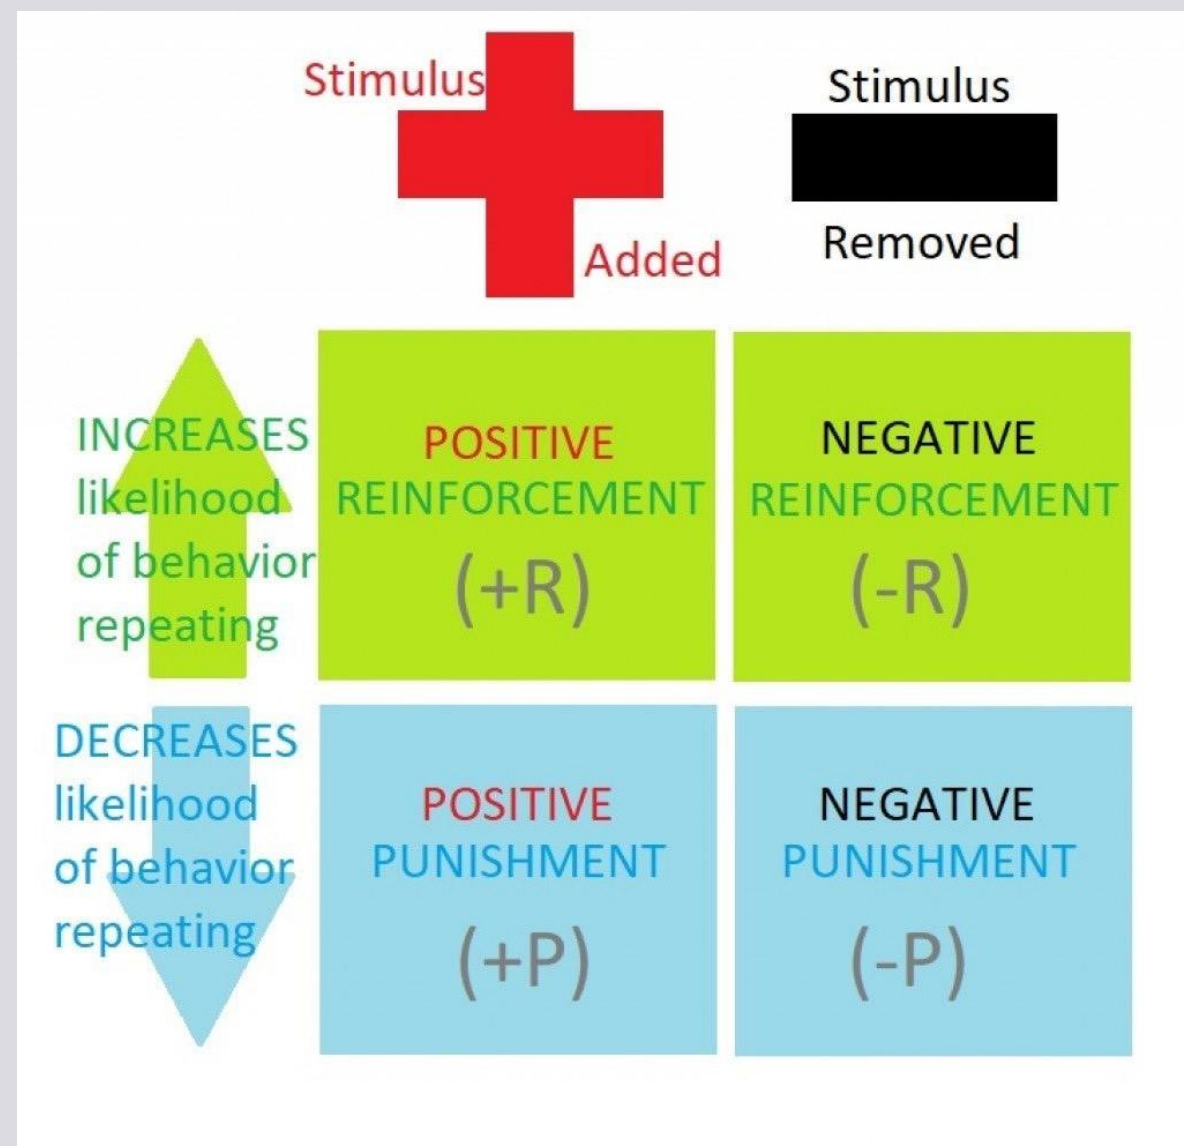 Stimulus
Added
Stimulus
Removed
INCREASES
likelihood
of behavior
repeating
POSITIVE
REINFORCEMENT
(+R)
NEGATIVE
REINFORCEMENT
(-R)
DECREASES
likelihood
of behavior
repeating
POSITIVE
PUNISHMENT
(+P)
NEGATIVE
PUNISHMENT
(-P)